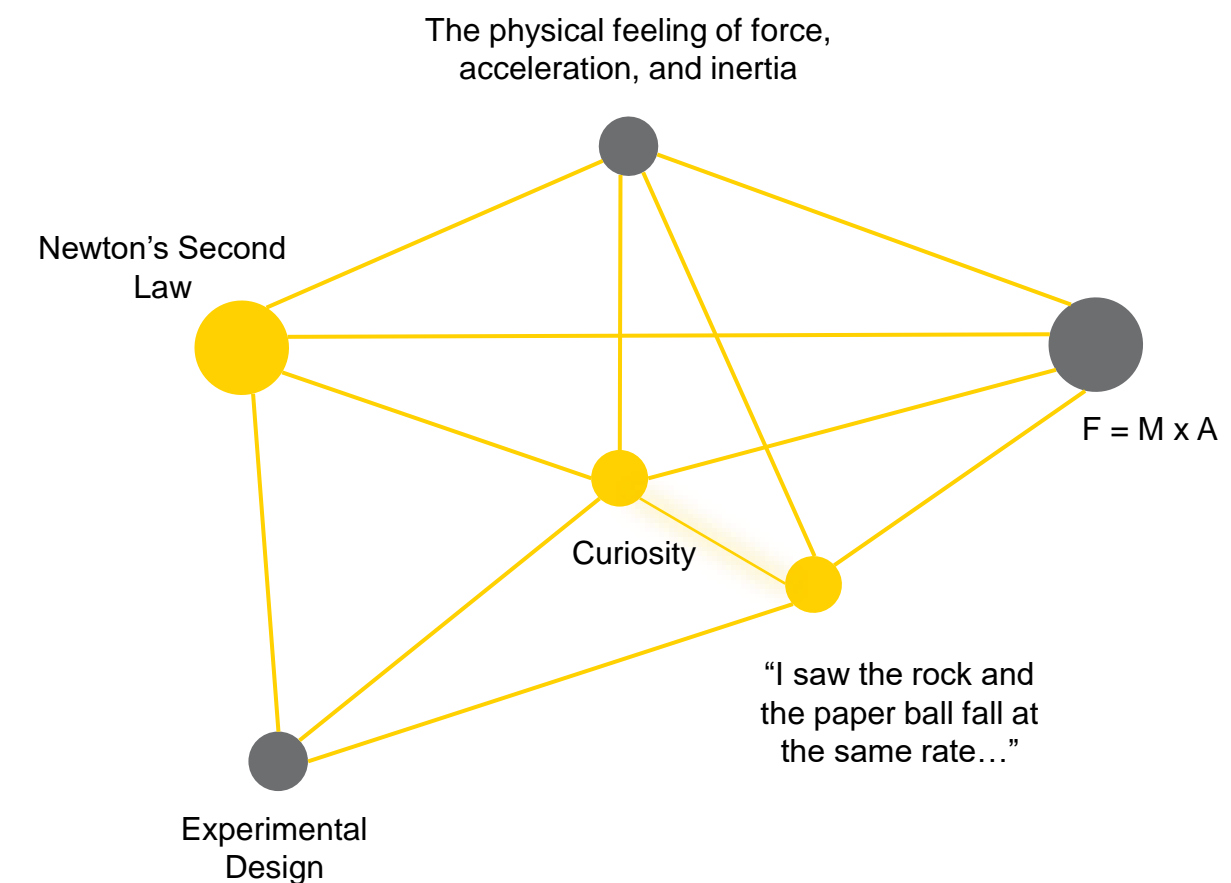 The physical feeling of force,
acceleration, and inertia
Newton’s Second
Law
F = M x A
Curiosity
“I saw the rock and
the paper ball fall at
the same rate…”
Experimental
Design